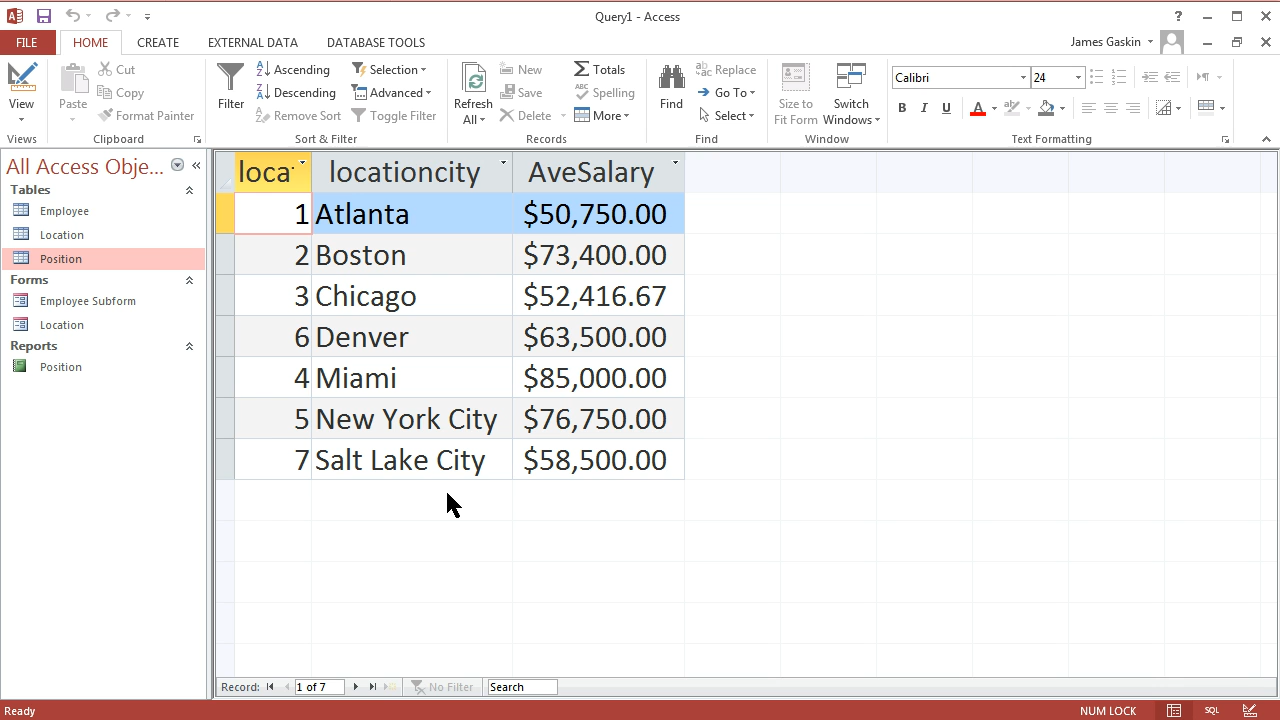 Query1 - Access
?
FILE HOME CREATE EXTERNAL DATA DATABASE TOOLS James Gaskin
View
Paste
Cut
Copy
Format Painter
Filter
Ascending
Descending
Remove Sort
Selection
Advanced
Toggle Filter
Refresh
All
New
Save
Delete
Totals
Spelling
More
Find
Replace
Go To
Select
Size to
Fit Form
Switch
Windows
Calibri 24
B I U A
Views Clipboard Sort & Filter Records Find Window Text Formatting
All Access Obje...
Tables
Employee
Location
Position
Forms
Employee Subform
Location
Reports
Position
loca locationcity AveSalary
1 Atlanta $50,750.00
2 Boston $73,400.00
3 Chicago $52,416.67
6 Denver $63,500.00
4 Miami $85,000.00
5 New York City $76,750.00
7 Salt Lake City $58,500.00
Record: 1 of 7 No Filter Search
Ready NUM LOCK SQL